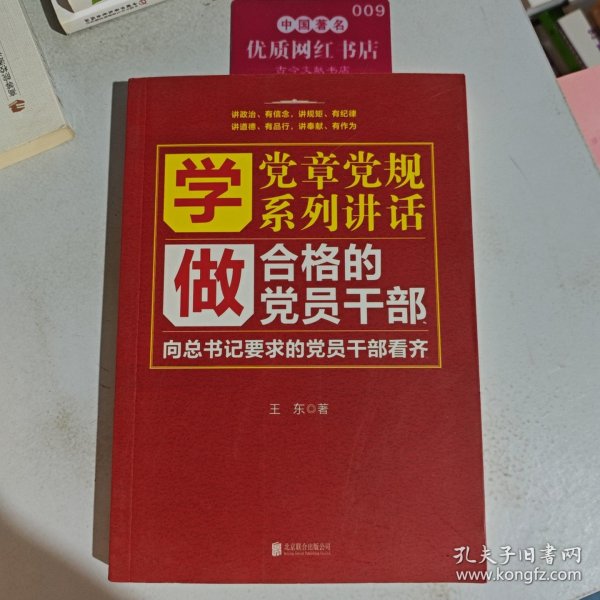 009
中国著名
优质网红书店
讲政治、有信念，讲规矩、有纪律
讲道德、有品行，讲奉献、有作为
学
党章党规
系列讲话
做
合格的
党员干部
向总书记要求的党员干部看齐
王 东◎著
北京联合出版公司
孔夫子旧书网
www.kongfz.com